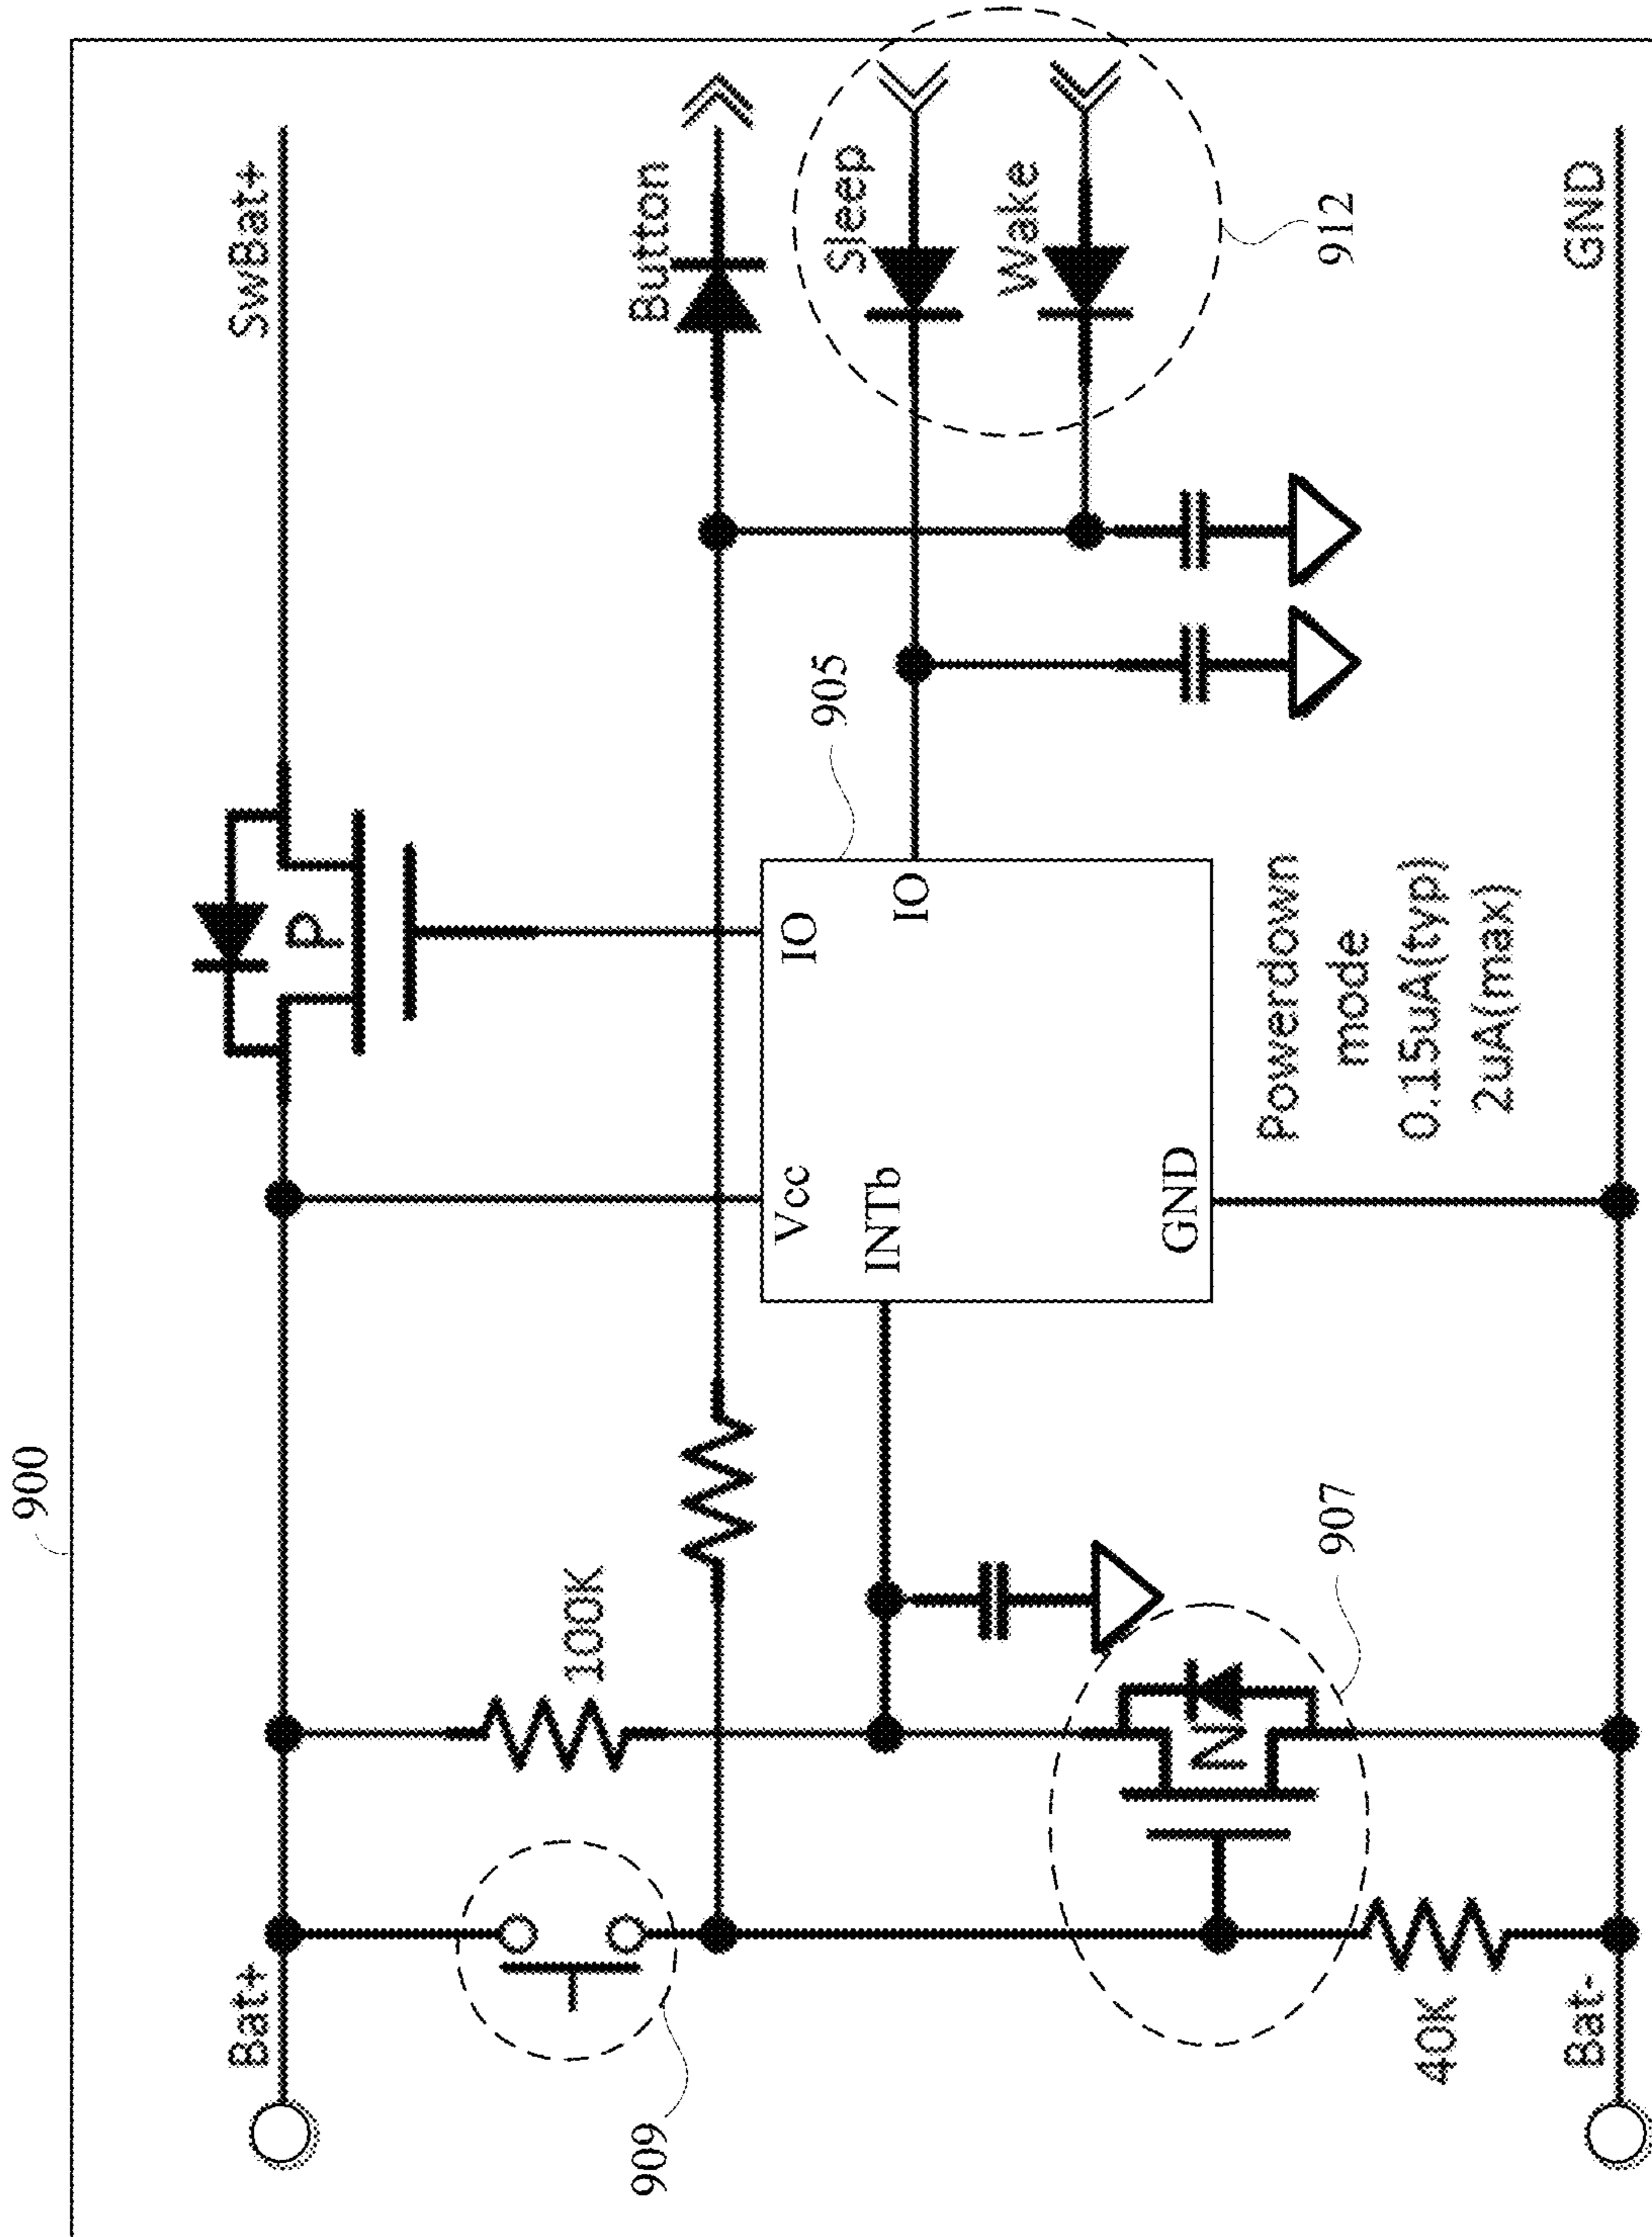 900
Bat+
SwBat+
100K
909
Button
Vcc
IO
905
Sleep
INTb
IO
Wake
GND
912
907
Powerdown
mode
0.15uA(typ)
2uA(max)
40K
Bat-
GND